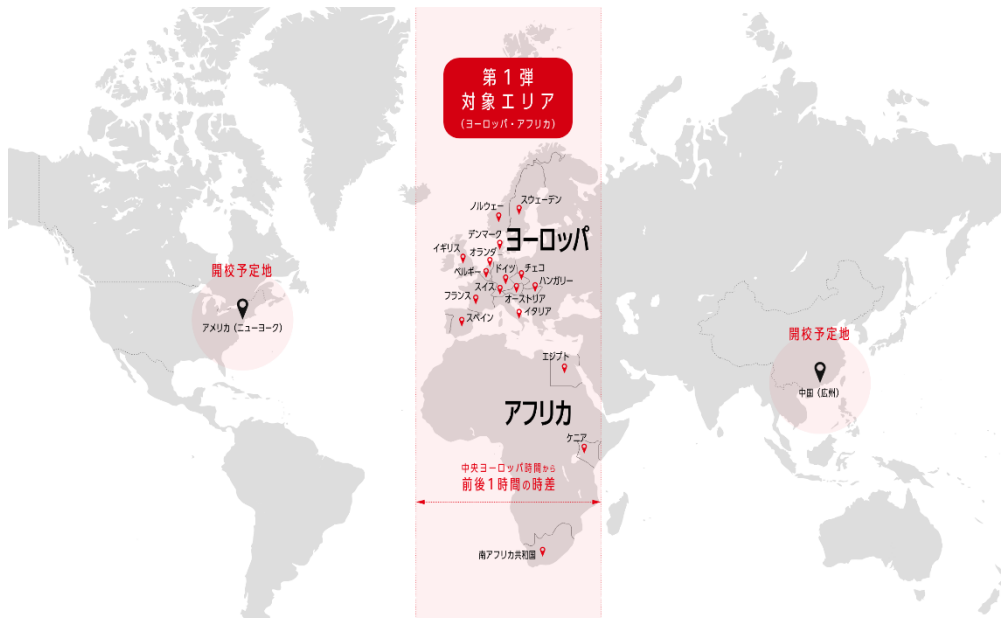 第1弾
対象エリア
(ヨーロッパ・アフリカ)
ノルウェー
スウェーデン
デンマーク
ヨーロッパ
イギリス
オランダ
ベルギー
ドイツ
チェコ
スイス
ハンガリー
フランス
オーストリア
スペイン
イタリア
開校予定地
アメリカ(ニューヨーク)
開校予定地
中国(広州)
エジプト
アフリカ
ケニア
中央ヨーロッパ時間から
前後1時間の時差
南アフリカ共和国